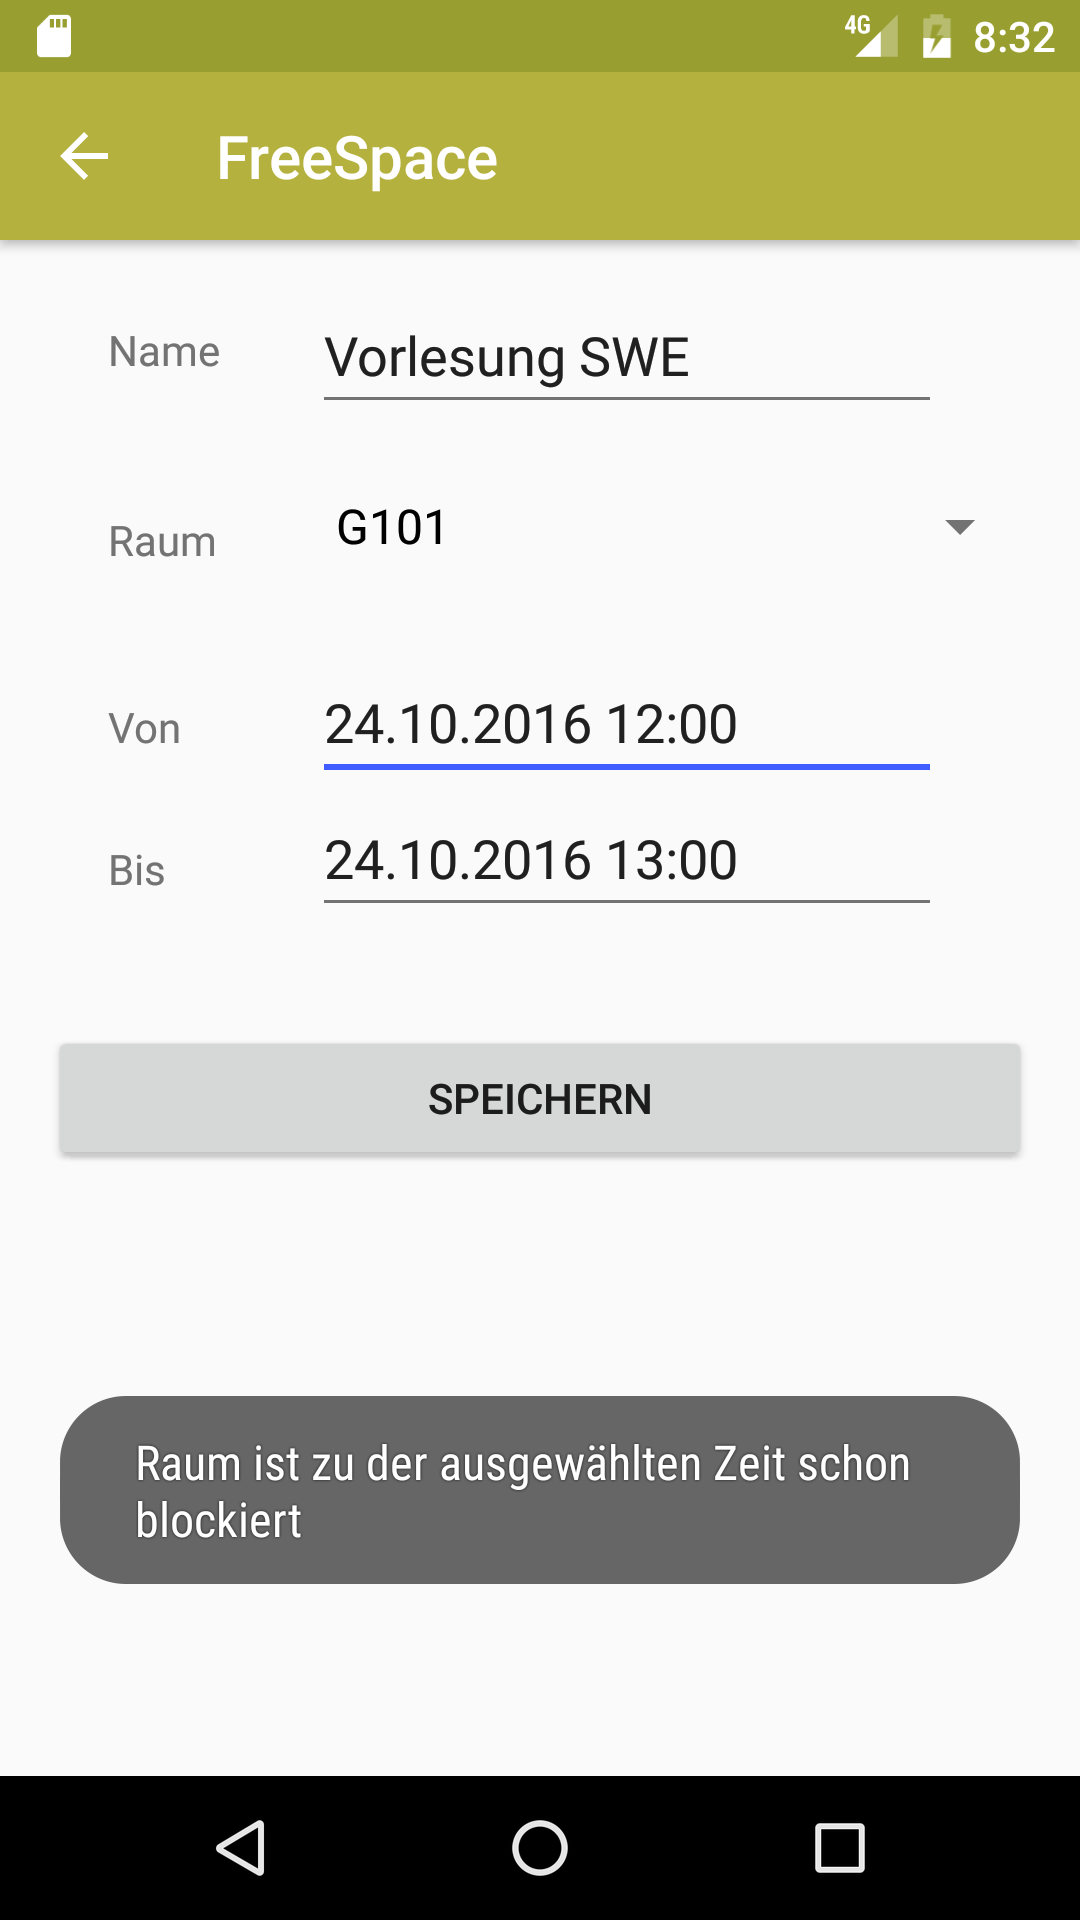 4G 8:32
FreeSpace
Name Vorlesung SWE
Raum G101
Von 24.10.2016 12:00
Bis 24.10.2016 13:00
SPEICHERN
Raum ist zu der ausgewählten Zeit schon
blockiert